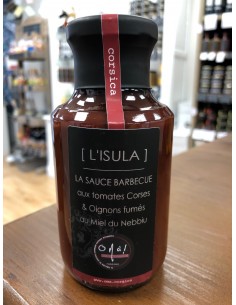 corsica
[ L'ISULA ]
LA SAUCE BARBECUE
aux tomates Corses
& Oignons fumés
au Miel du Nebbiu